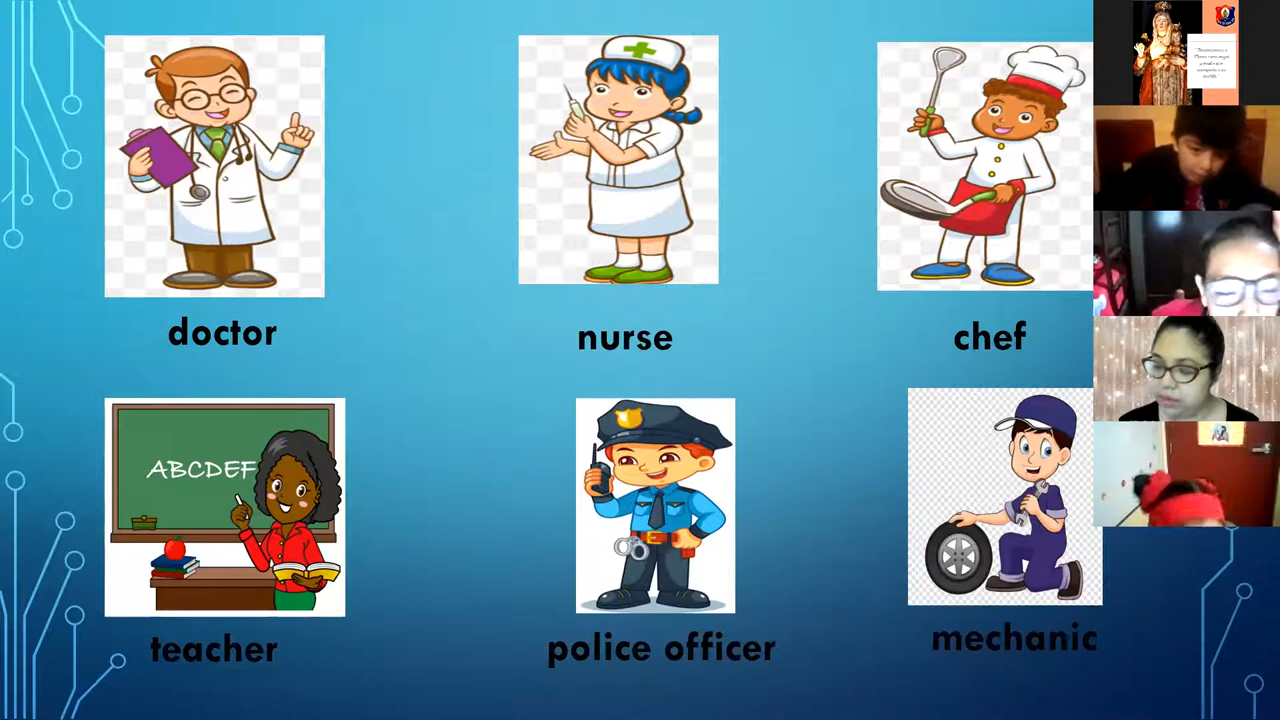 doctor
nurse
chef
ABCDEF
teacher
police officer
mechanic